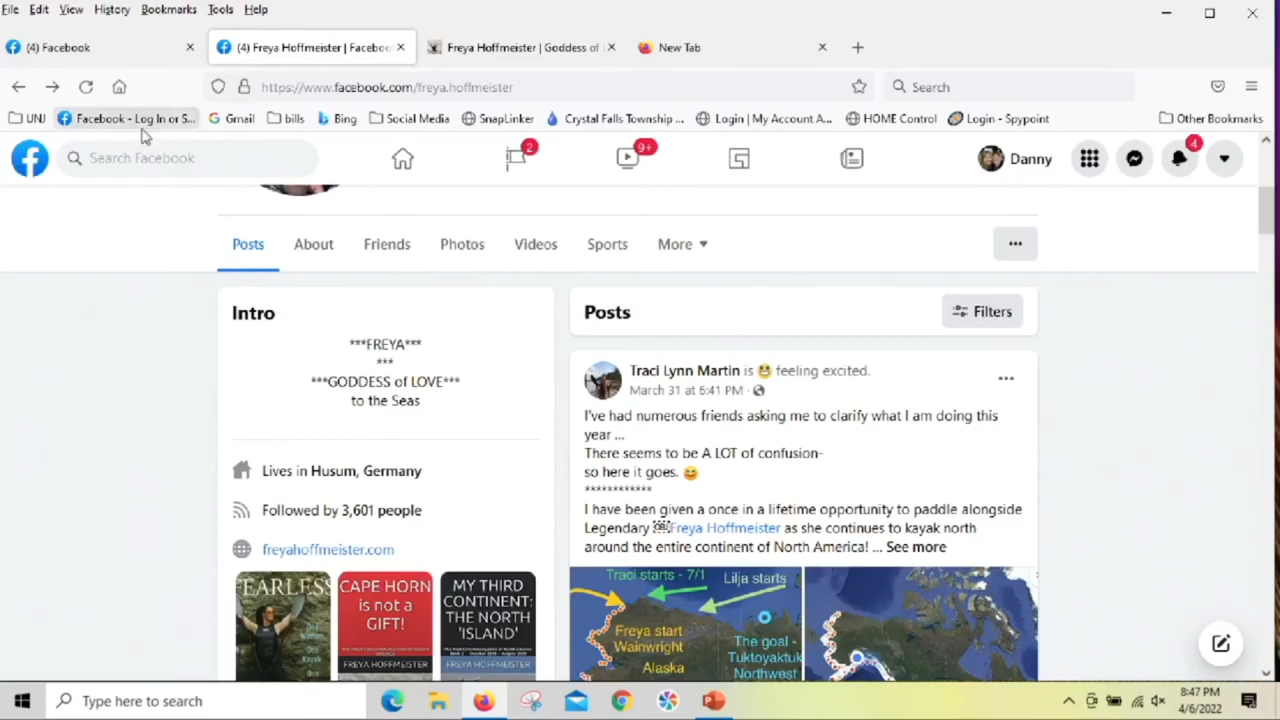 File Edit View History Bookmarks Tools Help
(4) Facebook
(4) Freya Hoffmeister | Faceboo
Freya Hoffmeister | Goddess of
New Tab
https://www.facebook.com/freya.hoffmeister
Search
UNJ
Facebook - Log In or S...
Gmail
bills
Bing
Social Media
SnapLinker
Crystal Falls Township ...
Login | My Account A...
HOME Control
Login - Spypoint
Other Bookmarks
Search Facebook
2
9+
Danny
4
Posts
About
Friends
Photos
Videos
Sports
More
Intro
***FREYA***
***
***GODDESS of LOVE***
to the Seas
Lives in Husum, Germany
Followed by 3,601 people
freyahoffmeister.com
FEARLESS
One
Woman,
One
Kayak
CAPE HORN
is not a
GIFT!
FREYA HOFFMEISTER
MY THIRD
CONTINENT:
THE NORTH
'ISLAND'
FREYA HOFFMEISTER
Posts
Filters
Traci Lynn Martin is feeling excited.
March 31 at 6:41 PM ·
I've had numerous friends asking me to clarify what I am doing this
year ...
There seems to be A LOT of confusion-
so here it goes.
************
I have been given a once in a lifetime opportunity to paddle alongside
Legendary Freya Hoffmeister as she continues to kayak north
around the entire continent of North America! ... See more
Traci starts - 7/1
Lilja starts
Freya start
Wainwright
Alaska
The goal -
Tuktoyaktuk
Northwest
Type here to search
8:47 PM
4/6/2022